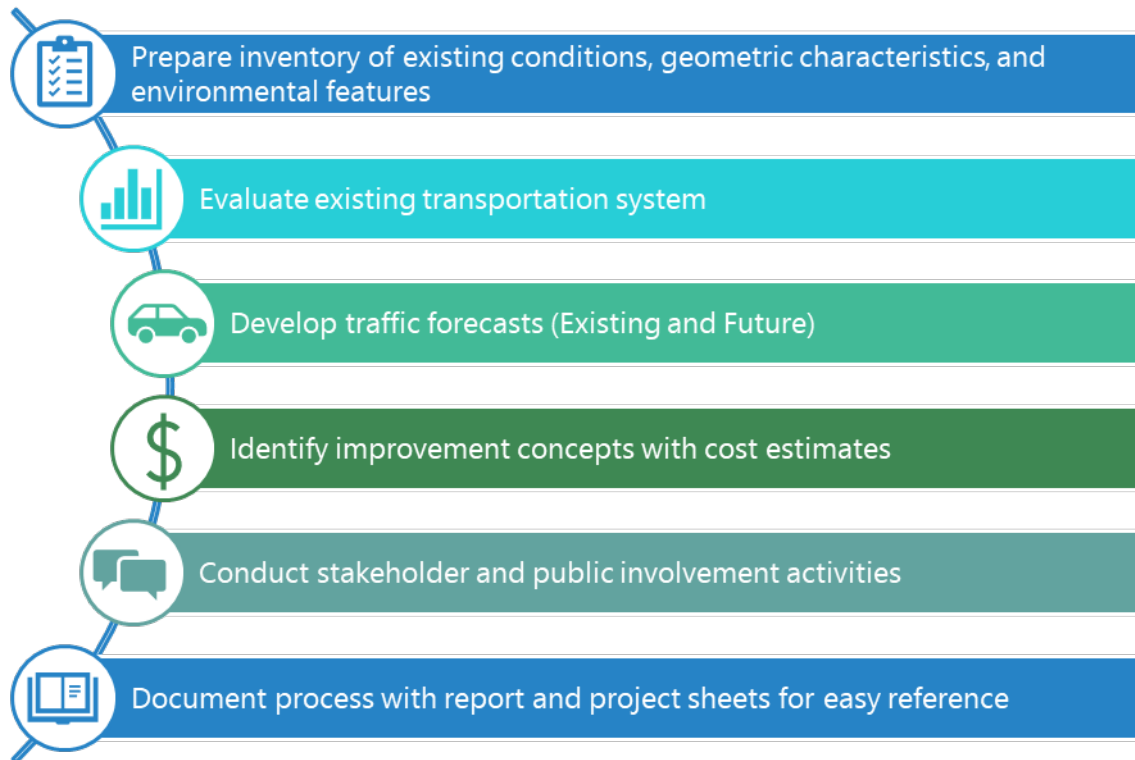 Prepare inventory of existing conditions, geometric characteristics, and
environmental features
Evaluate existing transportation system
Develop traffic forecasts (Existing and Future)
Identify improvement concepts with cost estimates
Conduct stakeholder and public involvement activities
Document process with report and project sheets for easy reference